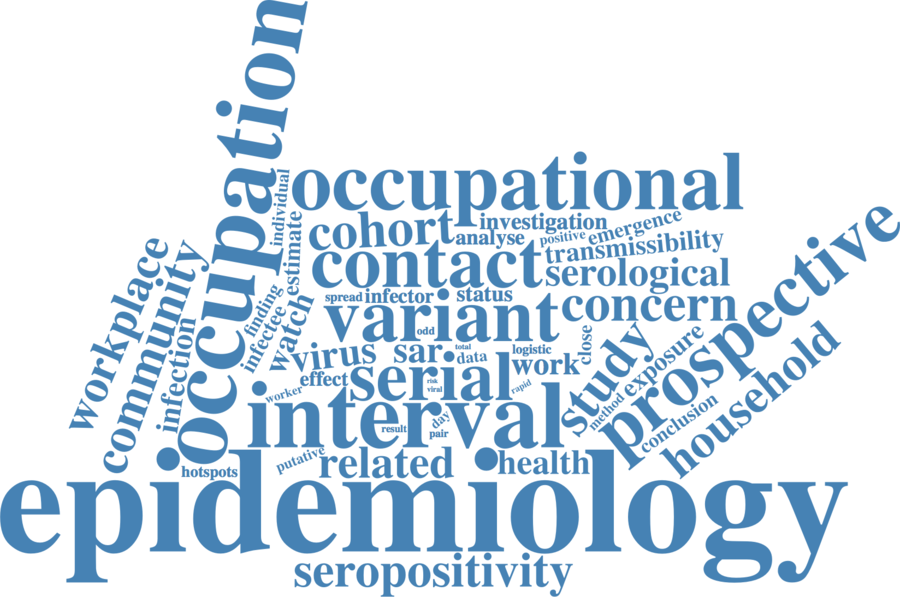 occupation
individual
occupational
cohort
investigation
analyse
positive
emergence
transmissibility
estimate
contact
serological
prospective
workplace
community
infection
finding
infectee
watch
spread
infector
status
concern
variant
odd
close
virus
sar
total
data
logistic
work
study
exposure
household
effect
serial
risk
viral
rapid
worker
interval
result
day
pair
method
conclusion
hotspots
putative
related
health
epidemiology
seropositivity